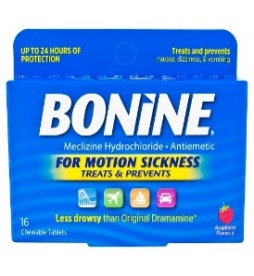 UP TO 24 HOURS OF
PROTECTION
Treats and prevents
nausea, dizziness, & vomiting
BONiNE®
Meclizine Hydrochloride • Antiemetic
FOR MOTION SICKNESS
TREATS & PREVENTS
16
Chewable Tablets
Less drowsy than Original Dramamine*
Raspberry